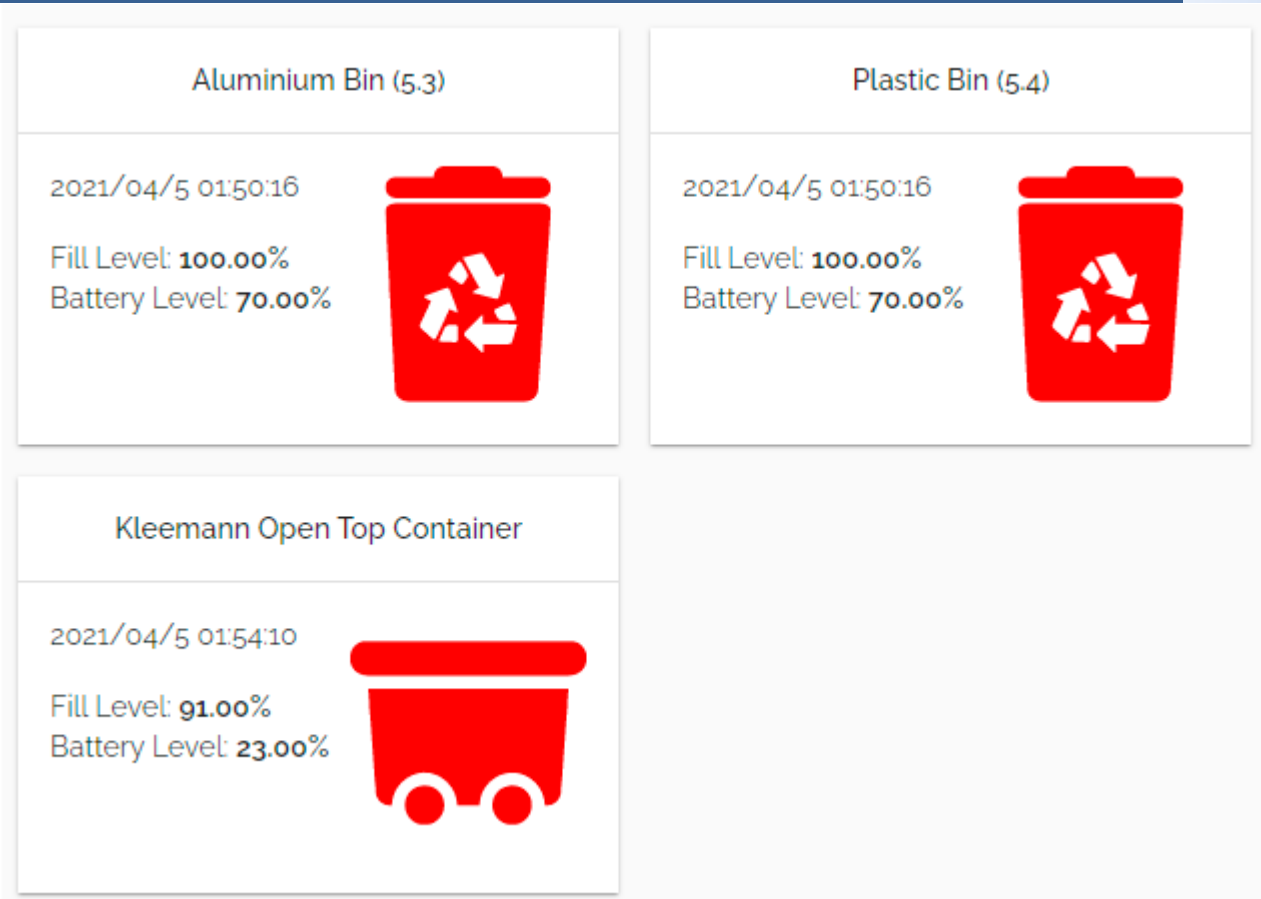 Aluminium Bin (5.3)
2021/04/5 01:50:16
Fill Level: 100.00%
Battery Level: 70.00%
Plastic Bin (5.4)
2021/04/5 01:50:16
Fill Level: 100.00%
Battery Level: 70.00%
Kleemann Open Top Container
2021/04/5 01:54:10
Fill Level: 91.00%
Battery Level: 23.00%